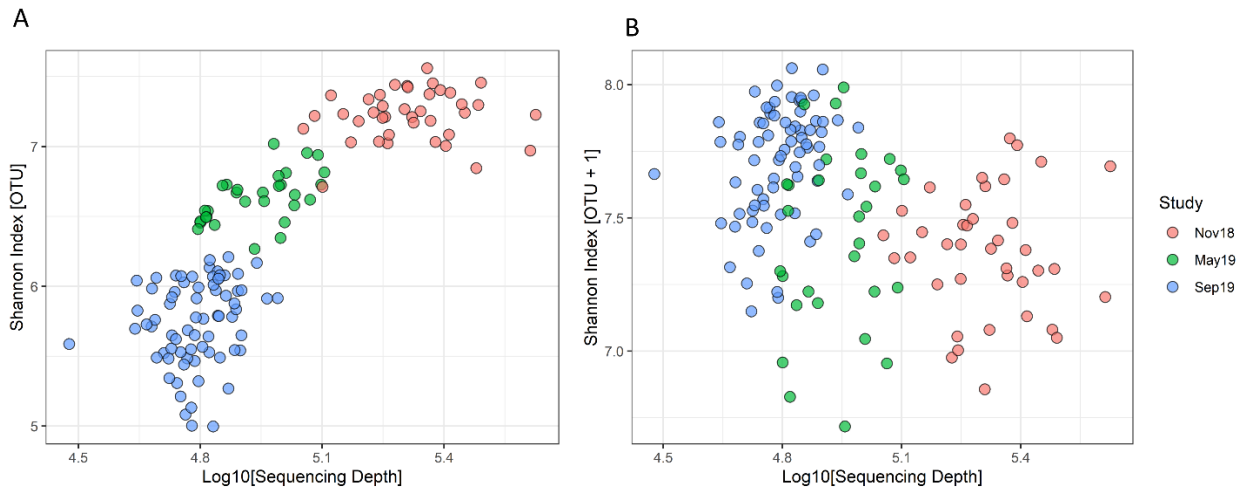 A
Shannon Index [OTU]
7
6
5
4.5 4.8 5.1 5.4
Log10[Sequencing Depth]
B
Shannon Index [OTU + 1]
8.0
7.5
7.0
4.5 4.8 5.1 5.4
Log10[Sequencing Depth]
Study
Nov18
May19
Sep19